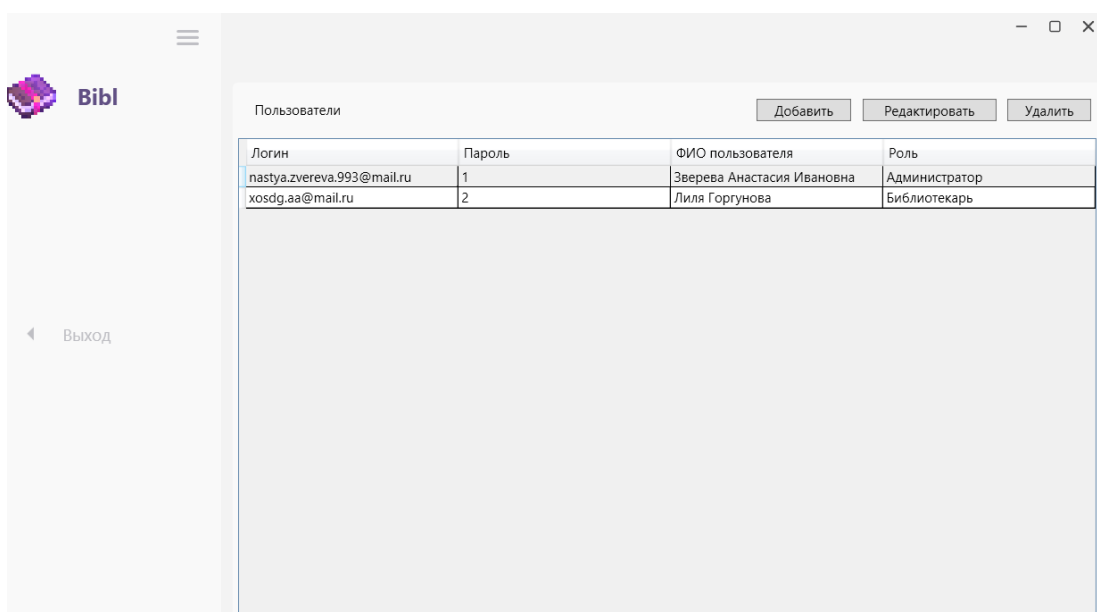 Bibl
Пользователи Добавить Редактировать Удалить
Логин Пароль ФИО пользователя Роль
nastya.zvereva.993@mail.ru 1 Зверева Анастасия Ивановна Администратор
xosdg.aa@mail.ru 2 Лиля Горгунова Библиотекарь
Выход